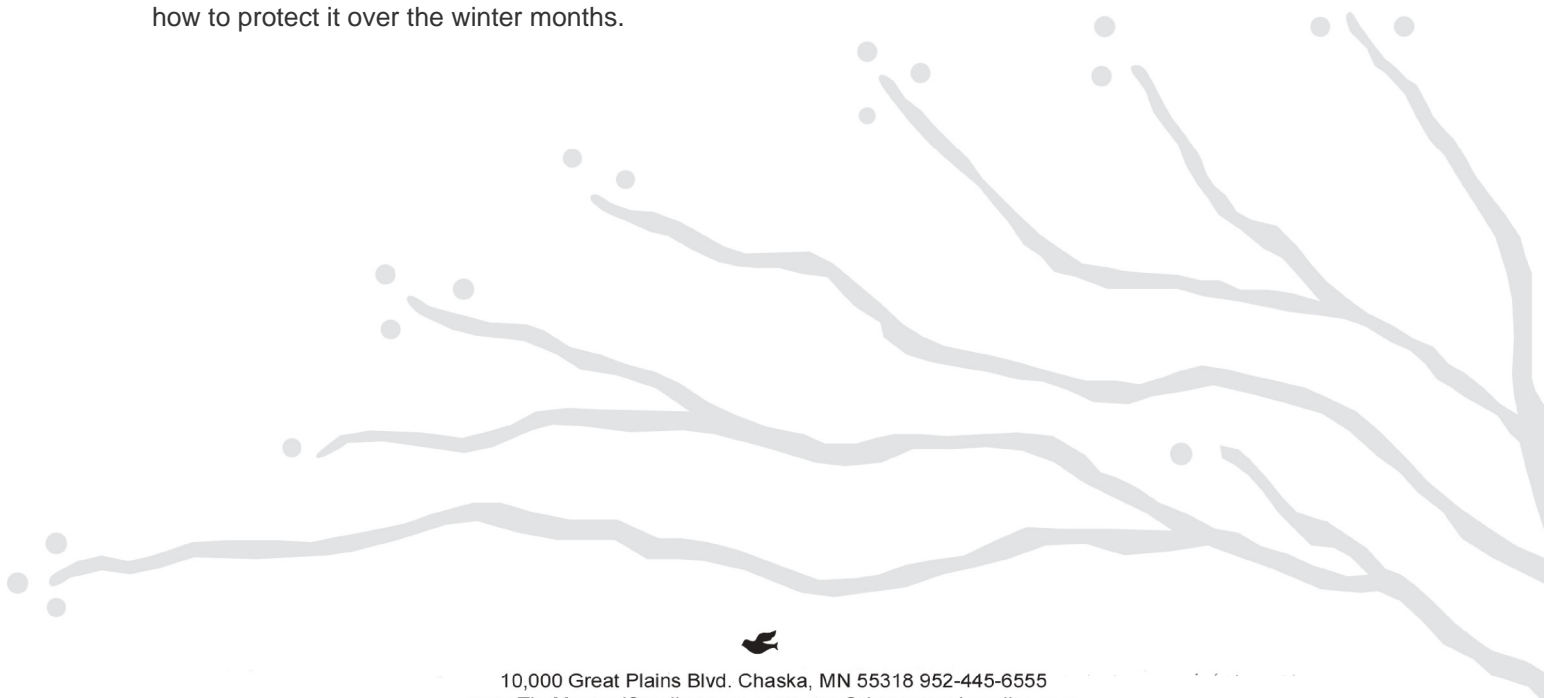 how to protect it over the winter months.
10,000 Great Plains Blvd. Chaska, MN 55318 952-445-6555